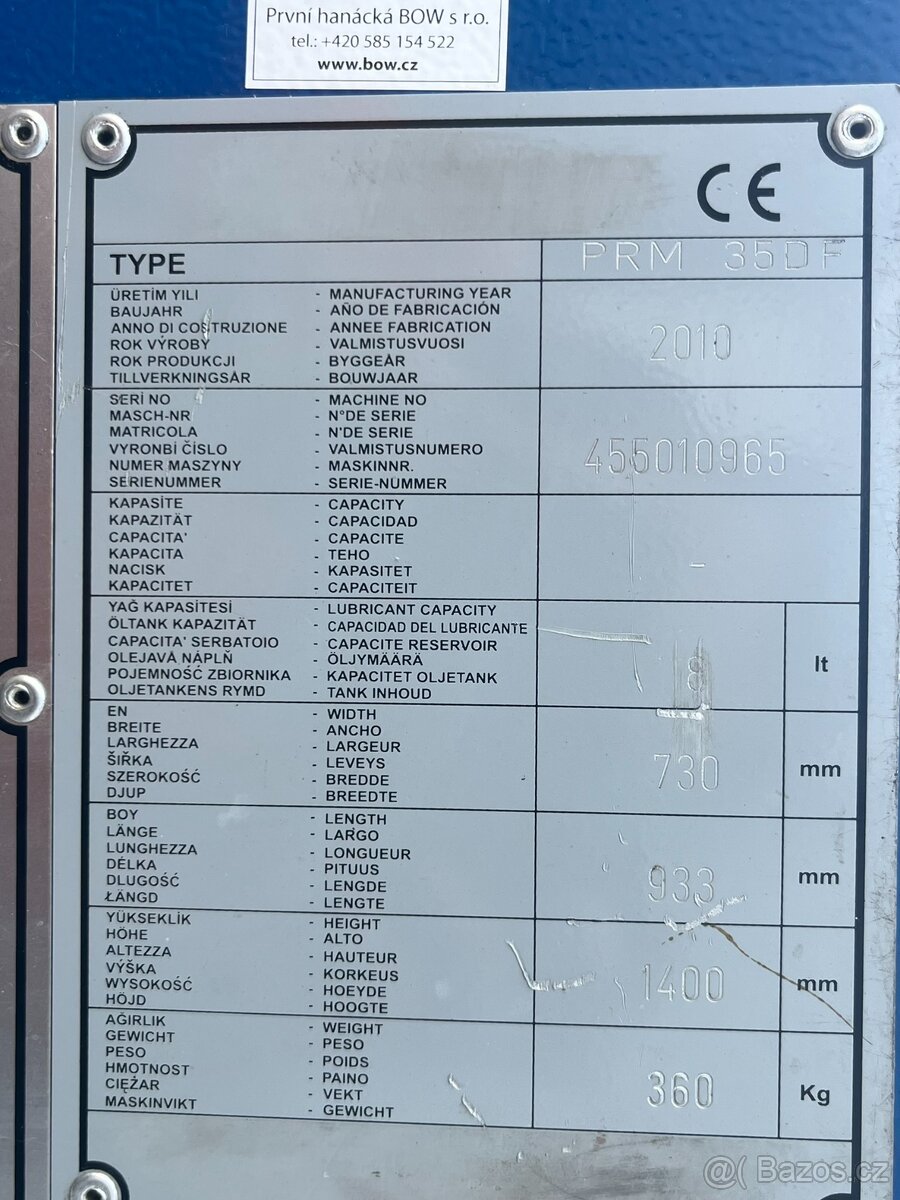 První hanácká BOW s r.o.
tel.: +420 585 154 522
www.bow.cz
CE
TYPE PRM 35DF
ÜRETİM YILI - MANUFACTURING YEAR
BAUJAHR - AÑO DE FABRICACIÓN
ANNO DI COSTRUZIONE - ANNEE FABRICATION
ROK VÝROBY - VALMISTUSVUOSI
2010
ROK PRODUKCJI - BYGGEÅR
TILLVERKNINGSÅR - BOUWJAAR
SERİ NO - MACHINE NO
MASCH-NR - N°DE SERIE
MATRICOLA - N'DE SERIE
VYRONBİ ČÍSLO - VALMISTUSNUMERO
455010965
NUMER MASZYNY - MASKINNR.
SERIENUMMER - SERIE-NUMMER
KAPASİTE - CAPACITY
KAPAZITÄT - CAPACIDAD
CAPACITA' - CAPACITE
KAPACITA - TEHO
-
NACISK - KAPASITET
KAPACITET - CAPACITEIT
YAĞ KAPASİTESİ - LUBRICANT CAPACITY
ÖLTANK KAPAZITÄT - CAPACIDAD DEL LUBRICANTE
CAPACITA' SERBATOIO - CAPACITE RESERVOIR
OLEJAVÁ NÁPLŇ - ÖLJYMÄÄRÄ
8 lt
POJEMNOŚĆ ZBIORNIKA - KAPACITET OLJETANK
OLJETANKENS RYMD - TANK INHOUD
EN - WIDTH
BREITE - ANCHO
LARGHEZZA - LARGEUR
ŠIŘKA - LEVEYS
730 mm
SZEROKOŚĆ - BREDDE
DJUP - BREEDTE
BOY - LENGTH
LÄNGE - LARGO
LUNGHEZZA - LONGUEUR
DÉLKA - PITUUS
933 mm
DLUGOŚĆ - LENGDE
ŁÄNGD - LENGTE
YÜKSEKLİK - HEIGHT
HÖHE - ALTO
ALTEZZA - HAUTEUR
VÝŠKA - KORKEUS
1400 mm
WYSOKOŚĆ - HOEYDE
HÖJD - HOOGTE
AĞIRLIK - WEIGHT
GEWICHT - PESO
PESO - POIDS
HMOTNOST - PAINO
360 Kg
CIĘŻAR - VEKT
MASKINVIKT - GEWICHT
@( Bazos.cz